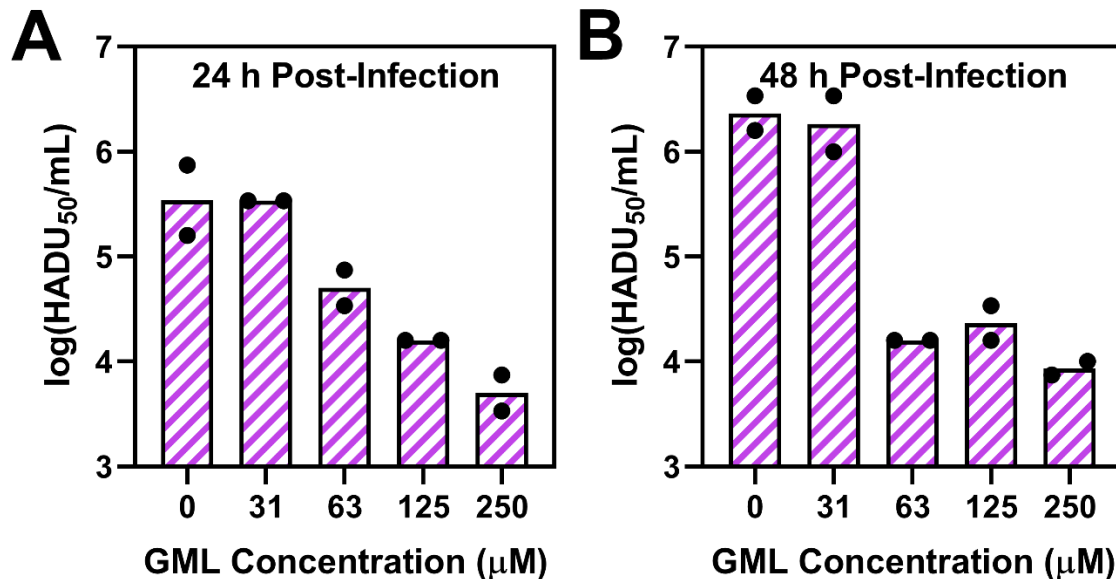 A
24 h Post-Infection
log(HADU50/mL)
7
6
5
4
3
0 31 63 125 250
GML Concentration (μM)
B
48 h Post-Infection
log(HADU50/mL)
7
6
5
4
3
0 31 63 125 250
GML Concentration (μM)